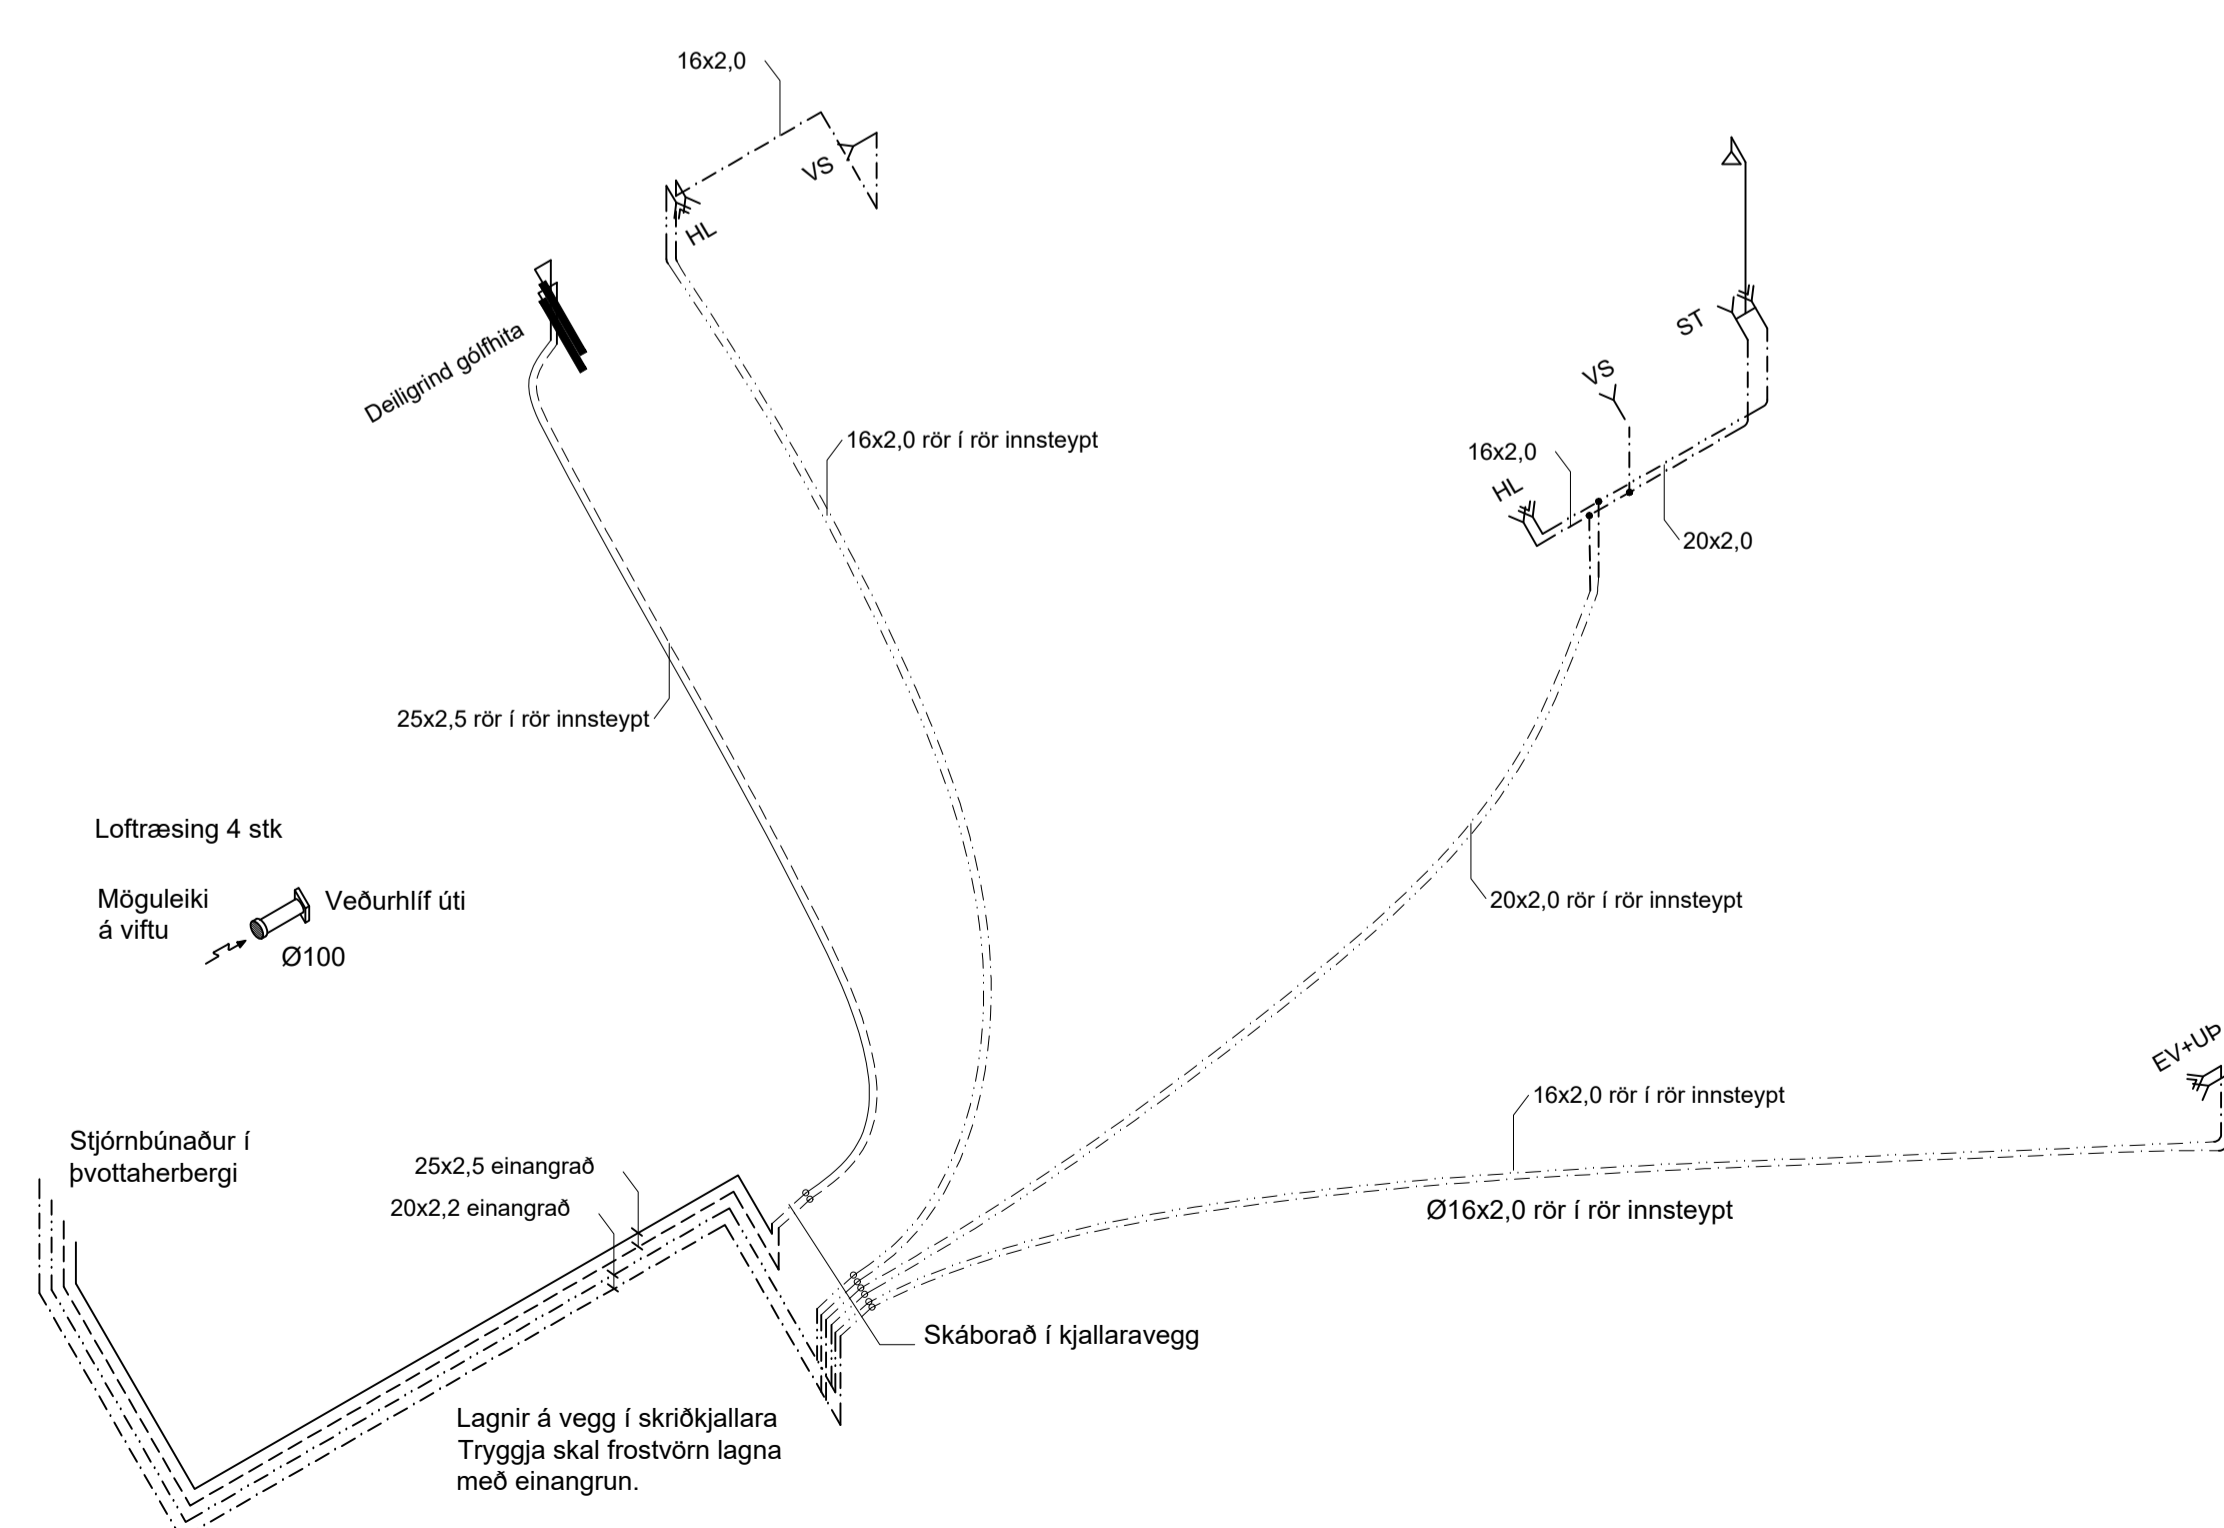 16x2,0
VS
HL
Deiligrind gólfhita
ST
VS
16x2,0 rör í rör innsteypt
16x2,0
HL
20x2,0
25x2,5 rör í rör innsteypt
Loftræsing 4 stk
Möguleiki
á viftu
Veðurhlíf úti
Ø100
20x2,0 rör í rör innsteypt
EV+UÞ
16x2,0 rör í rör innsteypt
Stjórnbúnaður í
þvottaherbergi
25x2,5 einangrað
20x2,2 einangrað
Ø16x2,0 rör í rör innsteypt
Skáborað í kjallaravegg
Lagnir á vegg í skriðkjallara
Tryggja skal frostvörn lagna
með einangrun.